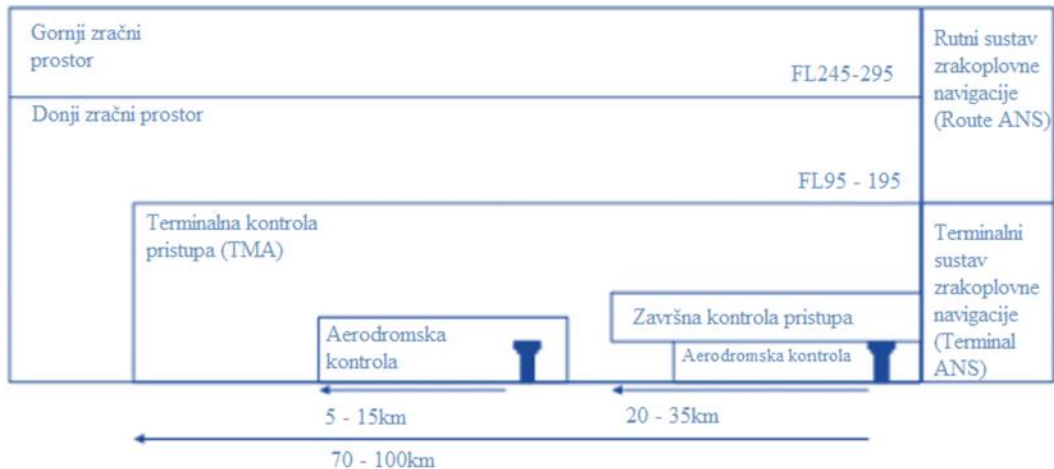 Gornji zračni
prostor
FL245-295
Rutni sustav
zrakoplovne
navigacije
(Route ANS)
Donji zračni prostor
FL95 - 195
Terminalna kontrola
pristupa (TMA)
Terminalni
sustav
zrakoplovne
navigacije
(Terminal
ANS)
Završna kontrola pristupa
Aerodromska
kontrola
Aerodromska kontrola
5 - 15km
20 - 35km
70 - 100km